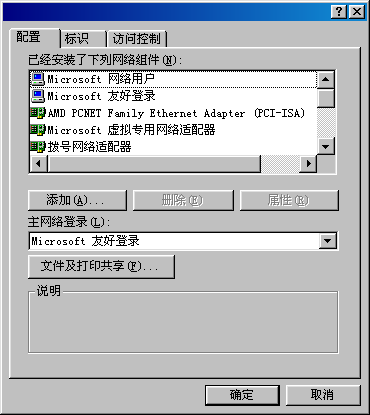 配置 标识 访问控制
已经安装了下列网络组件(N):
Microsoft 网络用户
Microsoft 友好登录
AMD PCNET Family Ethernet Adapter (PCI-ISA)
Microsoft 虚拟专用网络适配器
拨号网络适配器
添加(A)... 删除(E) 属性(R)
主网络登录(L):
Microsoft 友好登录
文件及打印共享(F)...
说明
确定 取消